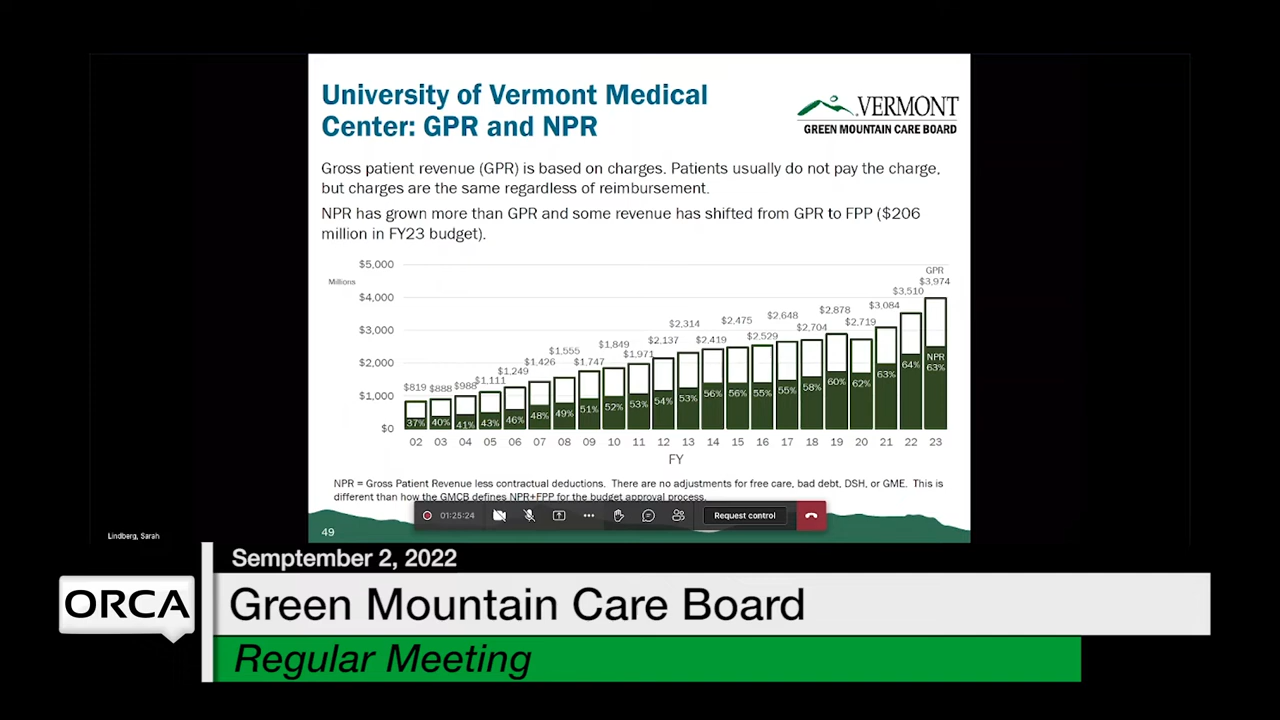 University of Vermont Medical
Center: GPR and NPR
VERMONT
GREEN MOUNTAIN CARE BOARD
Gross patient revenue (GPR) is based on charges. Patients usually do not pay the charge,
but charges are the same regardless of reimbursement.
NPR has grown more than GPR and some revenue has shifted from GPR to FPP ($206
million in FY23 budget).
Millions
$5,000
$4,000
$3,000
$2,000
$1,000
$0
$819 $888 $988 $1,111 $1,249 $1,426 $1,555 $1,747 $1,849 $1,971 $2,137 $2,314 $2,419 $2,475 $2,529 $2,648 $2,704 $2,878 $2,719 $3,084 $3,510 GPR $3,974
37% 40% 41% 43% 46% 48% 49% 51% 52% 53% 54% 53% 56% 56% 55% 55% 58% 60% 62% 63% 64% NPR 63%
02 03 04 05 06 07 08 09 10 11 12 13 14 15 16 17 18 19 20 21 22 23
FY
NPR = Gross Patient Revenue less contractual deductions. There are no adjustments for free care, bad debt, DSH, or GME. This is
different than how the GMCB defines NPR+FPP for the budget approval process.
01:25:24
Request control
49
Lindberg, Sarah
Semptember 2, 2022
ORCA
Green Mountain Care Board
Regular Meeting